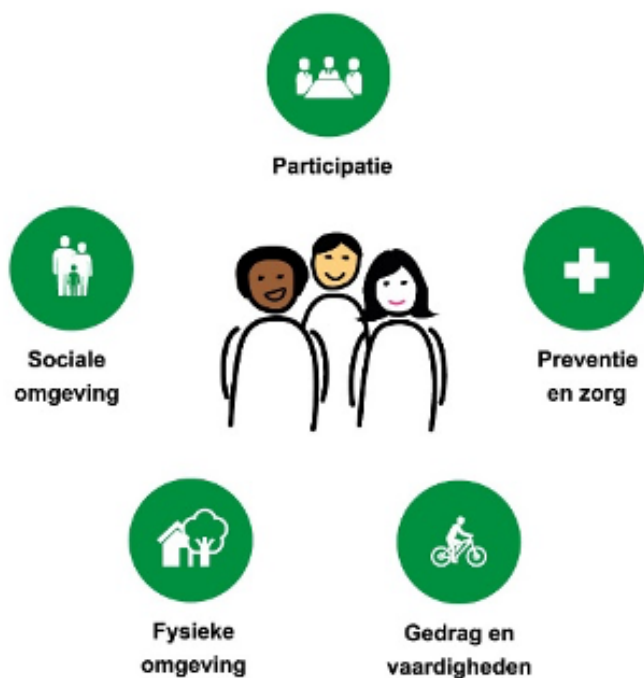 Participatie
Sociale
omgeving
Preventie
en zorg
Fysieke
omgeving
Gedrag en
vaardigheden